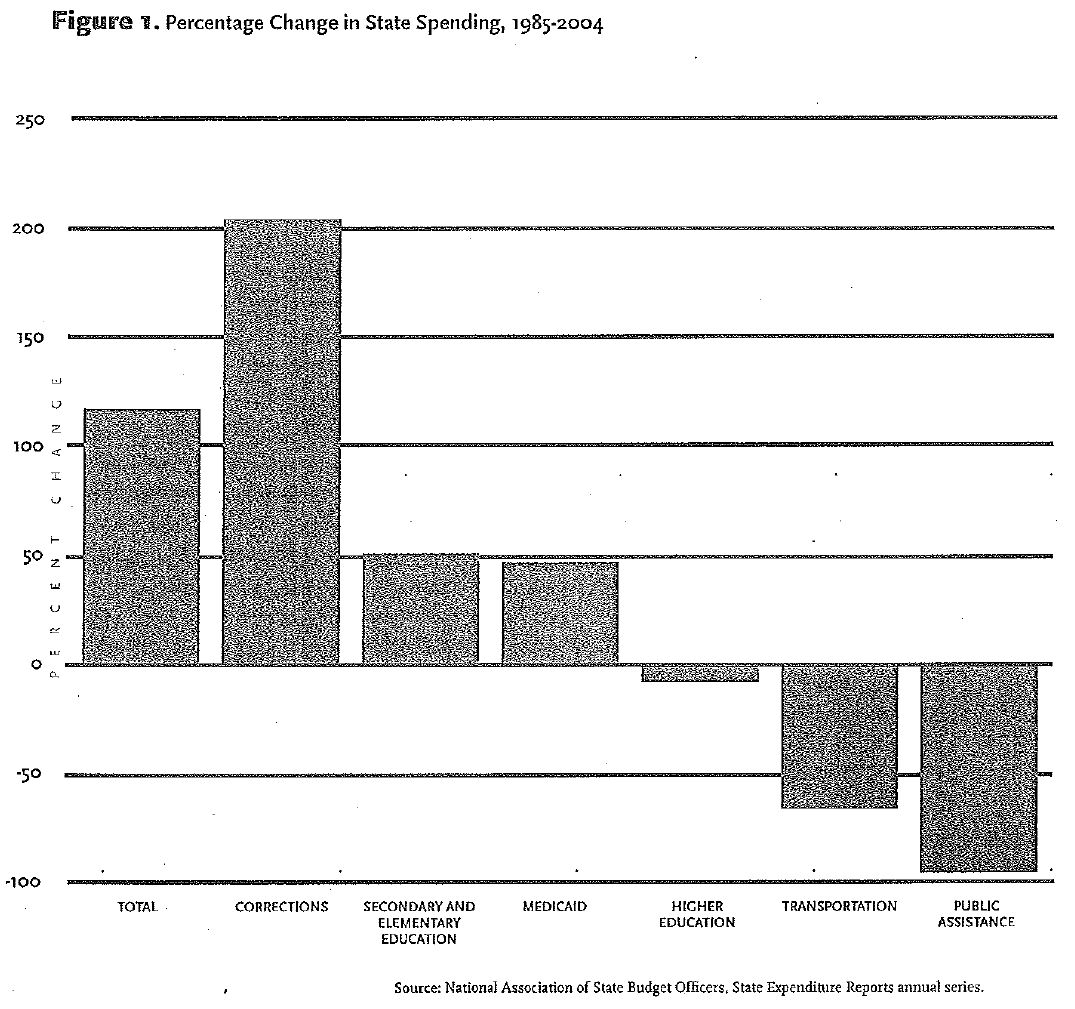 Figure 1. Percentage Change in State Spending, 1985-2004
250
200
150
100
50
0
-50
-100
PERCENT CHANGE
TOTAL
CORRECTIONS
SECONDARY AND
ELEMENTARY
EDUCATION
MEDICAID
HIGHER
EDUCATION
TRANSPORTATION
PUBLIC
ASSISTANCE
Source: National Association of State Budget Officers, State Expenditure Reports annual series.